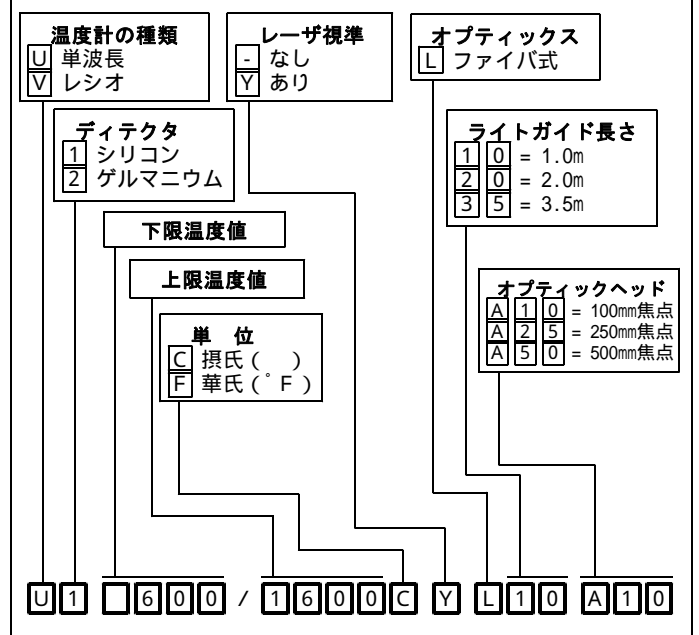 温度計の種類
U 単波長
V レシオ
レーザ視準
- なし
Y あり
オプティックス
L ファイバ式
ディテクタ
1 シリコン
2 ゲルマニウム
ライトガイド長さ
1 0 = 1.0m
2 0 = 2.0m
3 5 = 3.5m
下限温度値
上限温度値
オプティックヘッド
A 1 0 = 100mm焦点
A 2 5 = 250mm焦点
A 5 0 = 500mm焦点
単 位
C 摂氏( )
F 華氏(°F)
U 1 6 0 0 / 1 6 0 0 C Y L 1 0 A 1 0